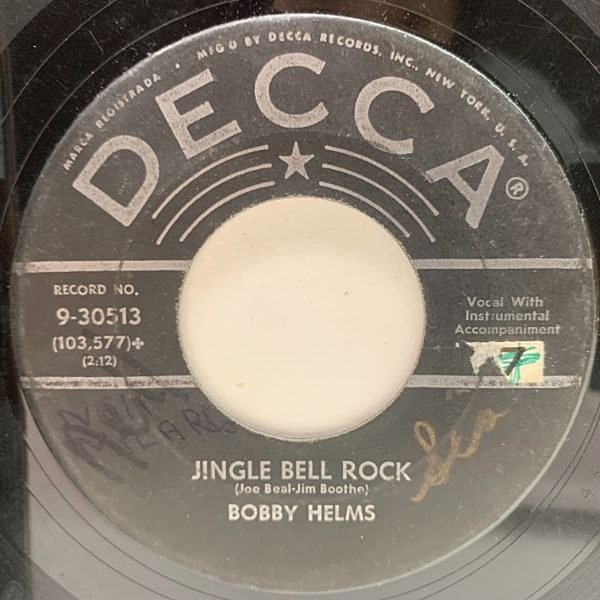 MARCA REGISTRADA • MFG'D BY DECCA RECORDS, INC., NEW YORK, U.S.A.
DECCA®
RECORD NO.
9-30513
(103,577)✤
(2:12)
Vocal With
Instrumental
Accompaniment
7
JINGLE BELL ROCK
(Joe Beal-Jim Boothe)
BOBBY HELMS